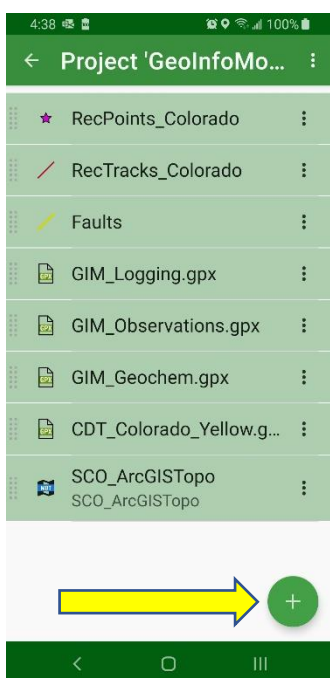 4:38 100%
Project 'GeoInfoMo...
RecPoints_Colorado
RecTracks_Colorado
Faults
GIM_Logging.gpx
GIM_Observations.gpx
GIM_Geochem.gpx
CDT_Colorado_Yellow.g...
SCO_ArcGISTopo
SCO_ArcGISTopo